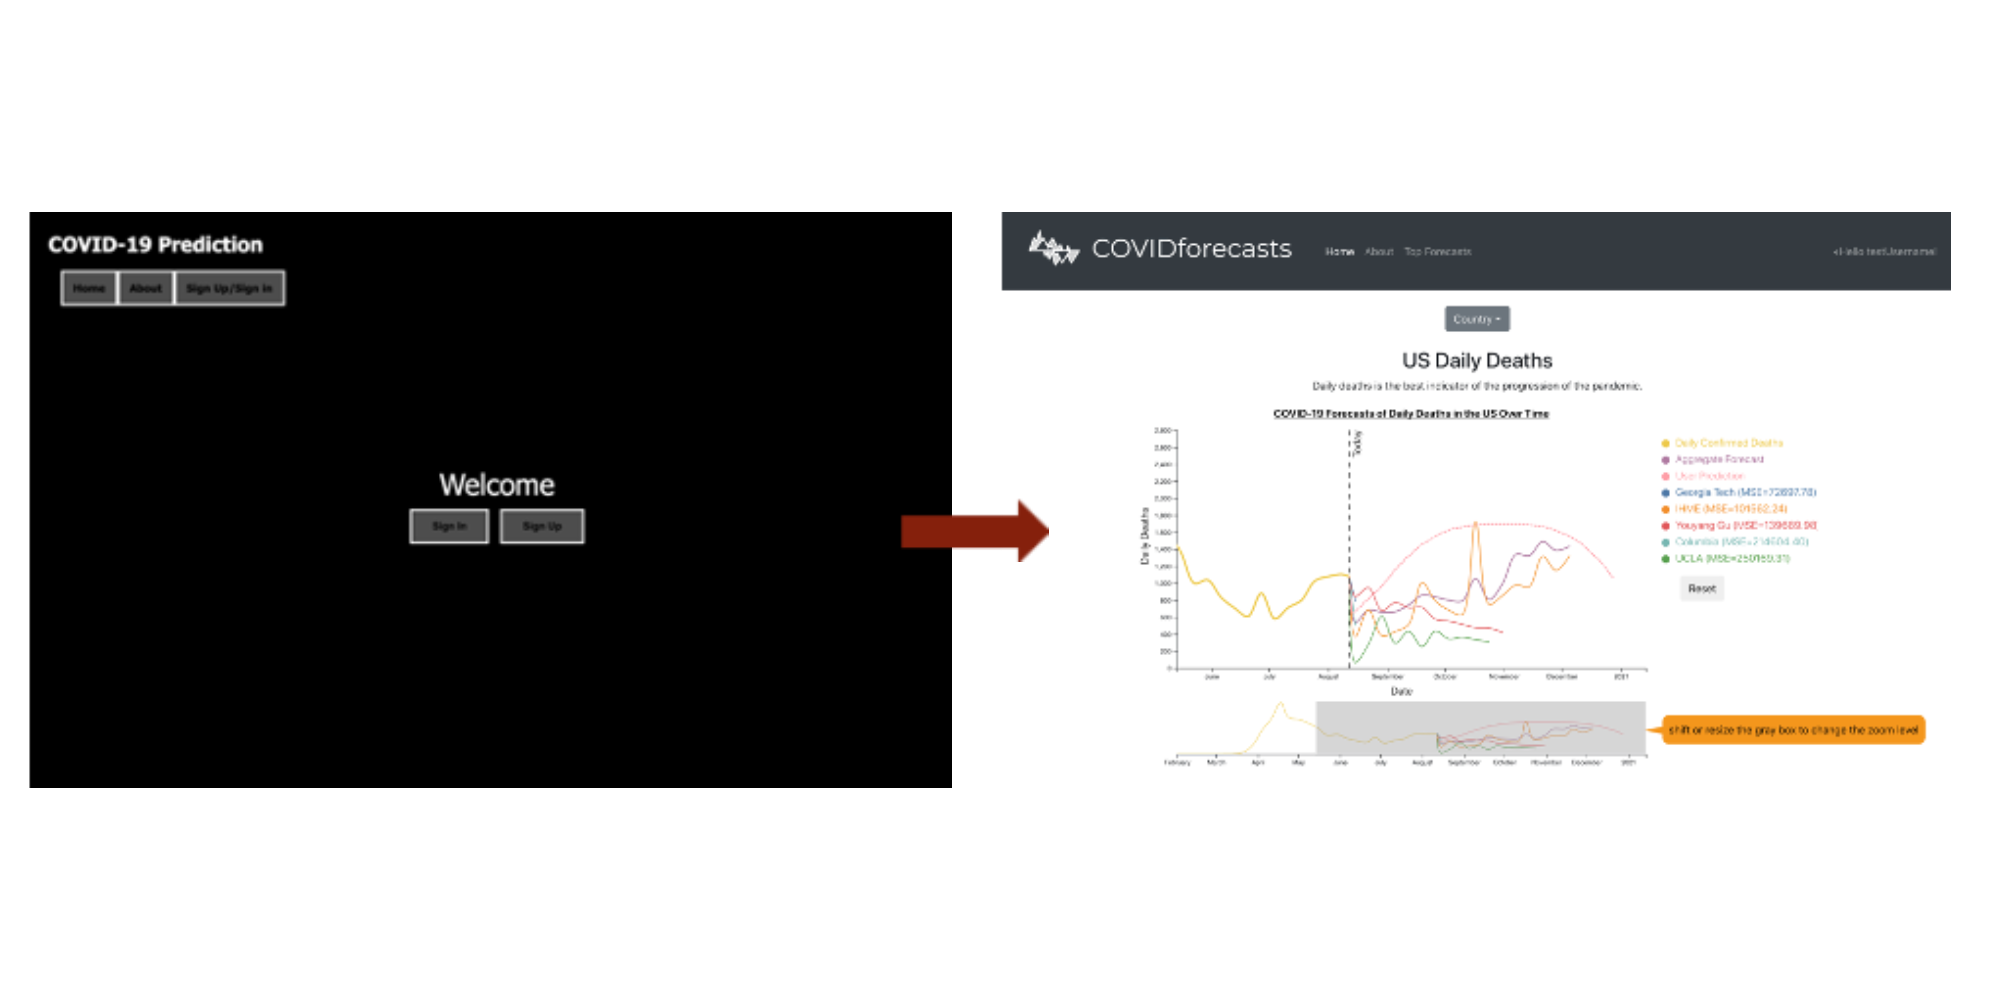 COVID-19 Prediction
Home About Sign Up/Sign in
Welcome
Sign In Sign Up
COVIDforecasts Home About Top Forecasts <Hello testUsername!
Country
US Daily Deaths
Daily deaths is the best indicator of the progression of the pandemic.
COVID-19 Forecasts of Daily Deaths in the US Over Time
Today
Daily Deaths
2,800
2,600
2,400
2,200
2,000
1,800
1,600
1,400
1,200
1,000
800
600
400
200
0
June July August September October November December 2021
Date
Daily Confirmed Deaths
Aggregate Forecast
User Prediction
Georgia Tech (MSE=72697.78)
IHME (MSE=101662.24)
Youyang Gu (MSE=139689.98)
Columbia (MSE=214604.40)
UCLA (MSE=250169.31)
Reset
February March April May June July August September October November December 2021
shift or resize the gray box to change the zoom level